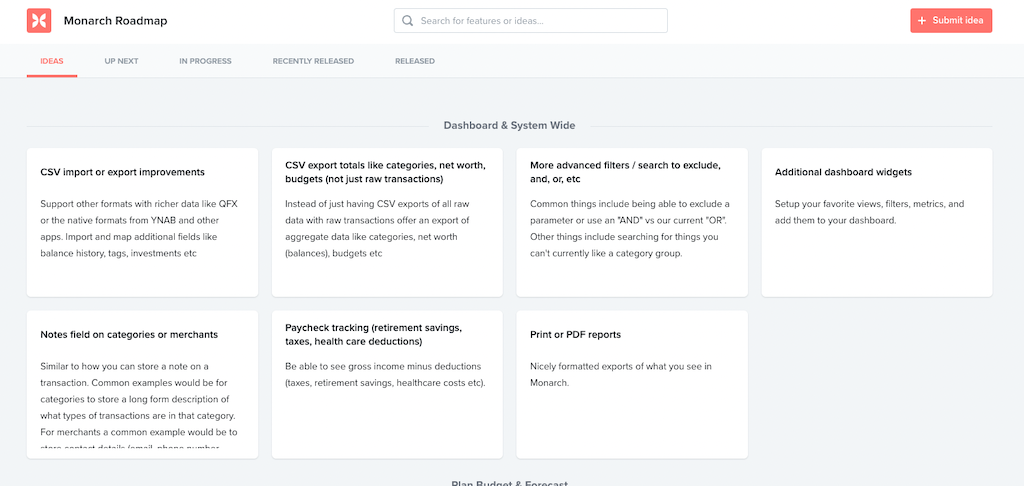 Monarch Roadmap
Search for features or ideas...
+ Submit idea
IDEAS
UP NEXT
IN PROGRESS
RECENTLY RELEASED
RELEASED
Dashboard & System Wide
CSV import or export improvements
Support other formats with richer data like QFX
or the native formats from YNAB and other
apps. Import and map additional fields like
balance history, tags, investments etc
CSV export totals like categories, net worth,
budgets (not just raw transactions)
Instead of just having CSV exports of all raw
data with raw transactions offer an export of
aggregate data like categories, net worth
(balances), budgets etc
More advanced filters / search to exclude,
and, or, etc
Common things include being able to exclude a
parameter or use an "AND" vs our current "OR".
Other things include searching for things you
can't currently like a category group.
Additional dashboard widgets
Setup your favorite views, filters, metrics, and
add them to your dashboard.
Notes field on categories or merchants
Similar to how you can store a note on a
transaction. Common examples would be for
categories to store a long form description of
what types of transactions are in that category.
For merchants a common example would be to
store contact details (email, phone number
Paycheck tracking (retirement savings,
taxes, health care deductions)
Be able to see gross income minus deductions
(taxes, retirement savings, healthcare costs etc).
Print or PDF reports
Nicely formatted exports of what you see in
Monarch.
Plan Budget & Forecast